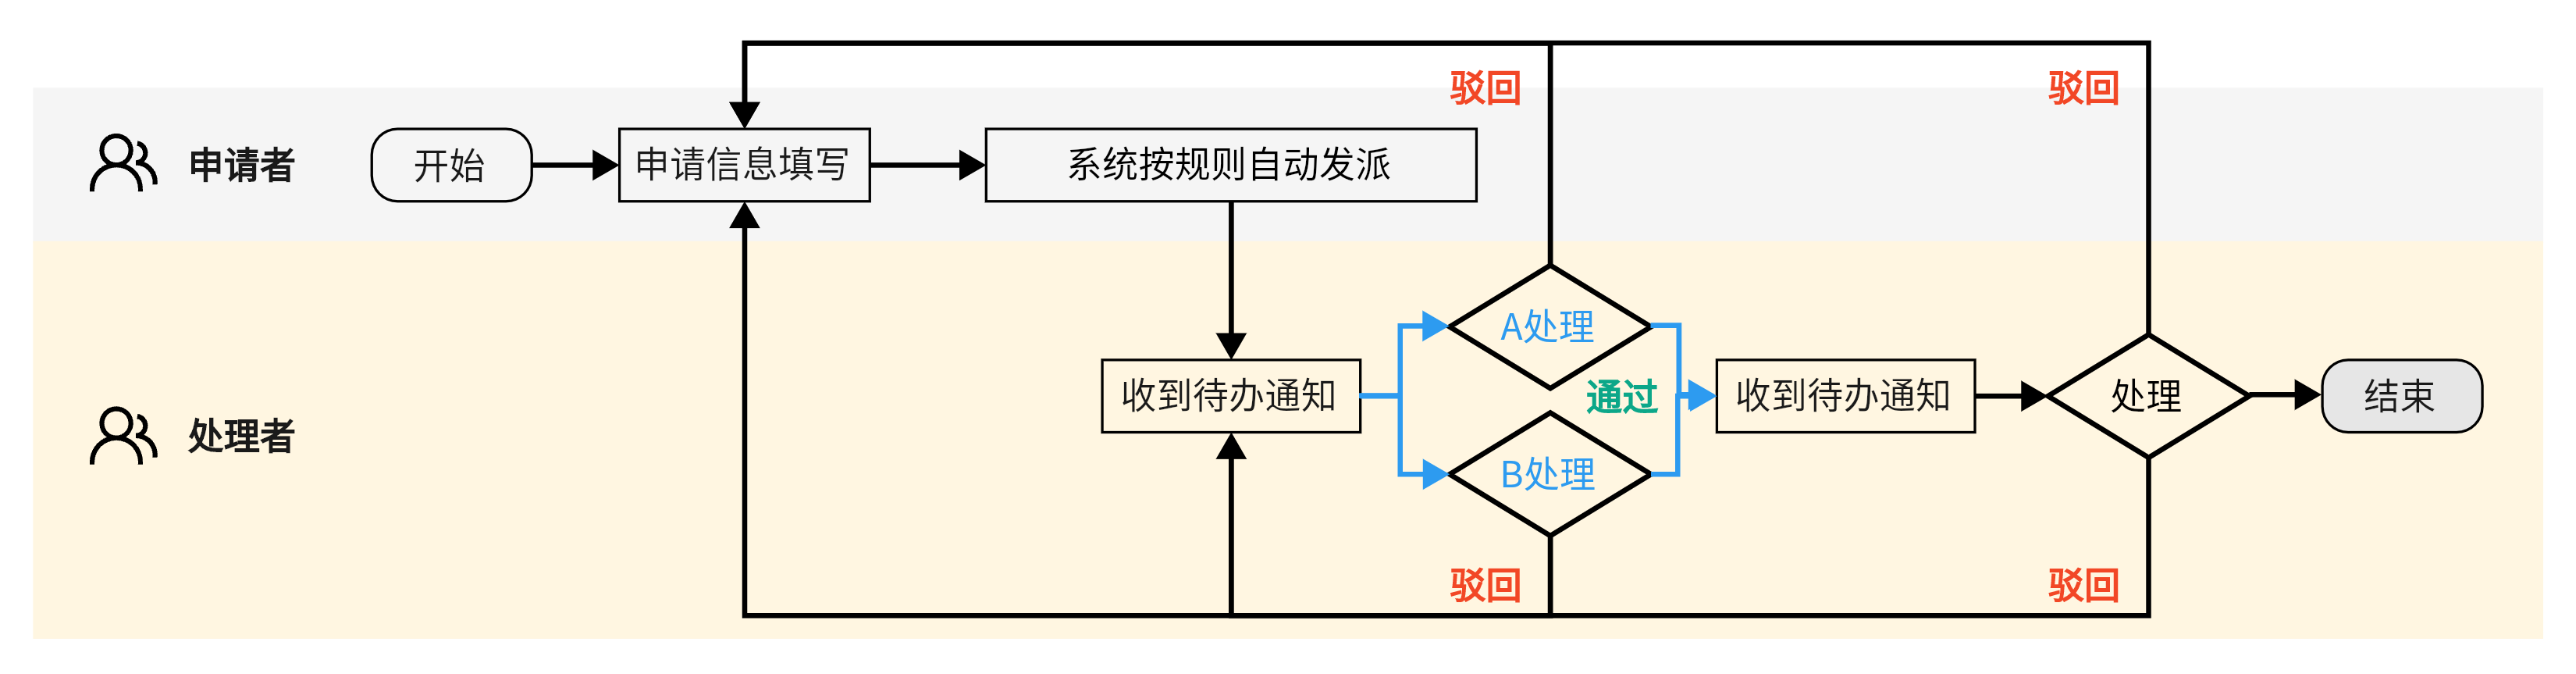 驳回
驳回
申请者
开始
申请信息填写
系统按规则自动发派
A处理
收到待办通知
通过
收到待办通知
处理
结束
处理者
B处理
驳回
驳回